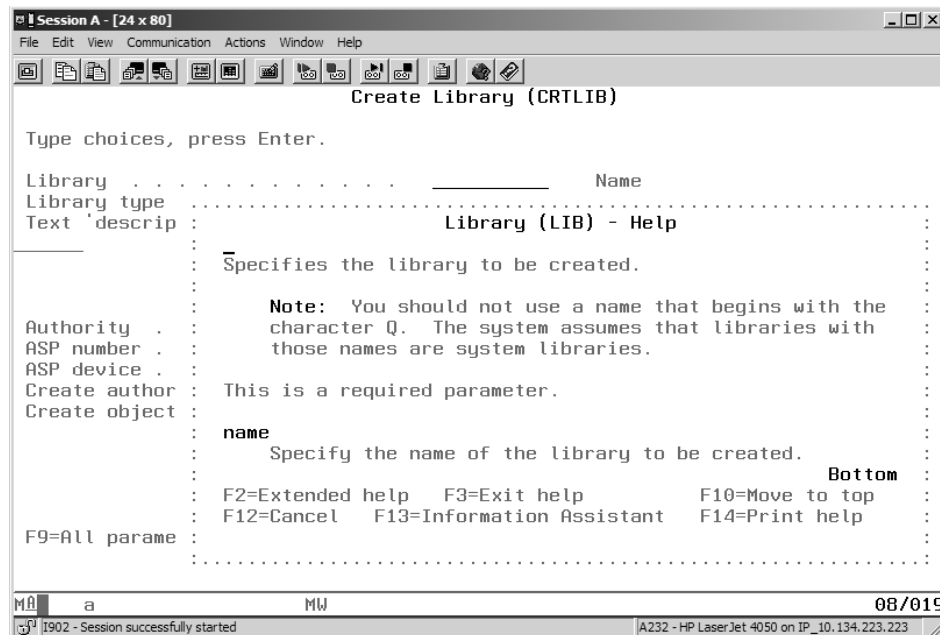 Session A - [24 x 80]
File Edit View Communication Actions Window Help
Create Library (CRTLIB)
Type choices, press Enter.
Library . . . . . . . . . . . . Name
Library type
Text 'descrip
Library (LIB) - Help
Specifies the library to be created.
Note: You should not use a name that begins with the
Authority . : character Q. The system assumes that libraries with
ASP number . : those names are system libraries.
ASP device . :
Create author : This is a required parameter.
Create object :
name
Specify the name of the library to be created.
Bottom
F2=Extended help F3=Exit help F10=Move to top
F12=Cancel F13=Information Assistant F14=Print help
F9=All parame :
MA a MW 08/019
I902 - Session successfully started A232 - HP LaserJet 4050 on IP_10.134.223.223